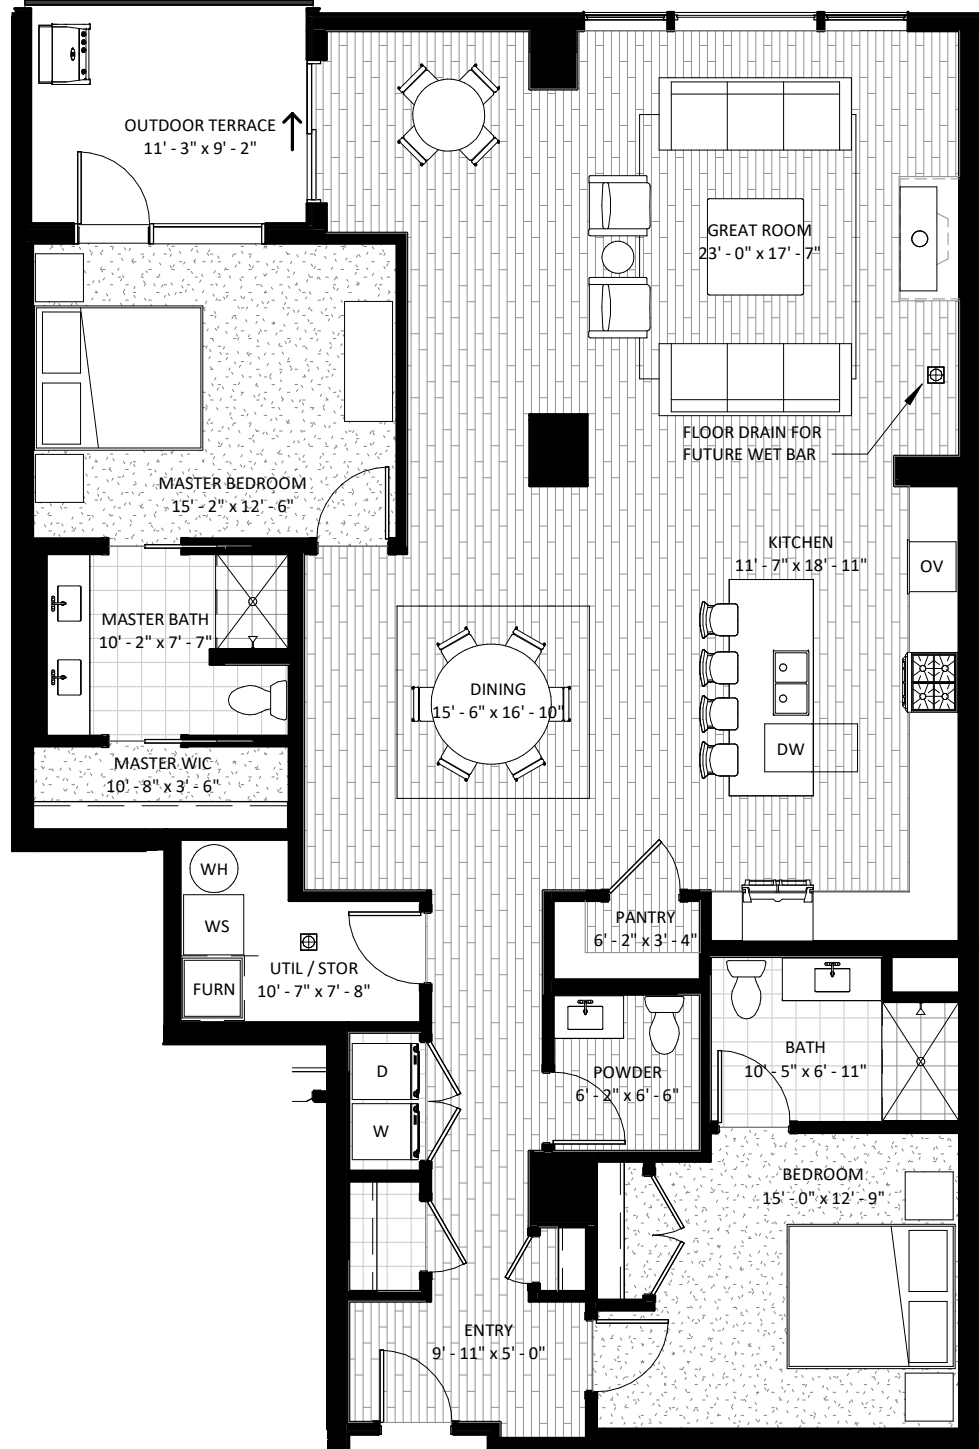 OUTDOOR TERRACE
11' - 3" x 9' - 2"
GREAT ROOM
23' - 0" x 17' - 7"
FLOOR DRAIN FOR
FUTURE WET BAR
MASTER BEDROOM
15' - 2" x 12' - 6"
KITCHEN
11' - 7" x 18' - 11"
OV
MASTER BATH
10' - 2" x 7' - 7"
DINING
15' - 6" x 16' - 10"
DW
MASTER WIC
10' - 8" x 3' - 6"
WH
WS
FURN
UTIL / STOR
10' - 7" x 7' - 8"
PANTRY
6' - 2" x 3' - 4"
D
W
POWDER
6' - 2" x 6' - 6"
BATH
10' - 5" x 6' - 11"
BEDROOM
15' - 0" x 12' - 9"
ENTRY
9' - 11" x 5' - 0"